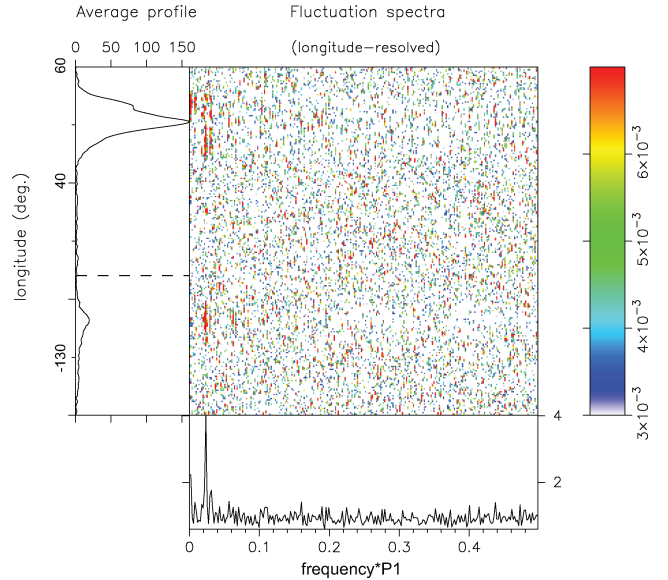 Average profile
Fluctuation spectra
0 50 100 150
(longitude−resolved)
60
40
−130
longitude (deg.)
4
2
0 0.1 0.2 0.3 0.4
frequency*P1
3×10⁻³ 4×10⁻³ 5×10⁻³ 6×10⁻³